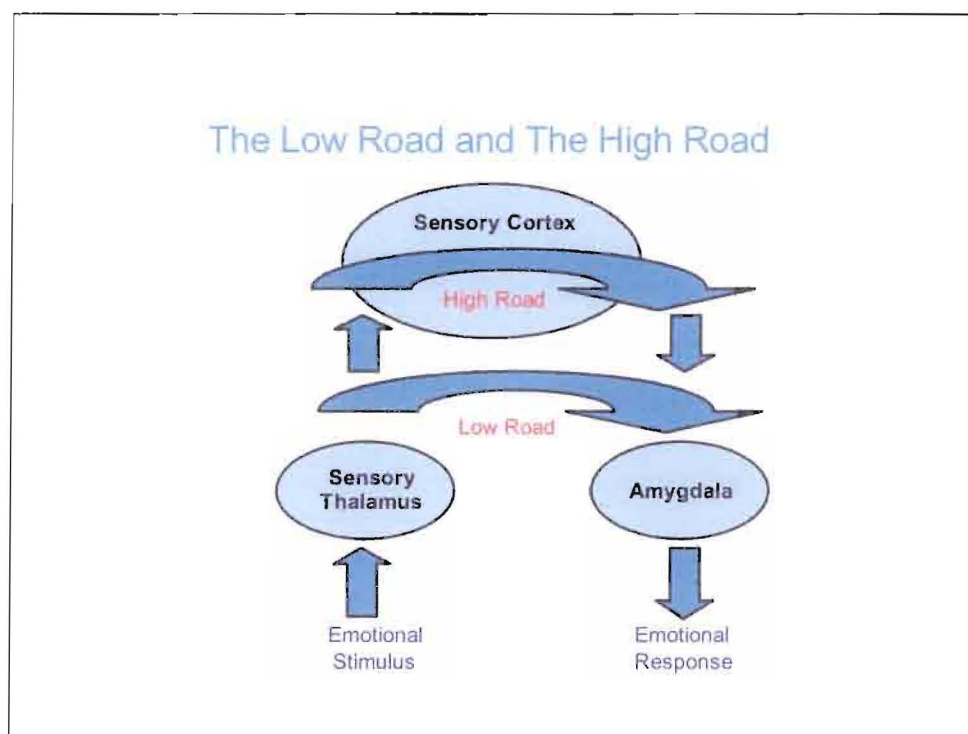 The Low Road and The High Road
Sensory Cortex
High Road
Low Road
Sensory
Thalamus
Amygdala
Emotional
Stimulus
Emotional
Response